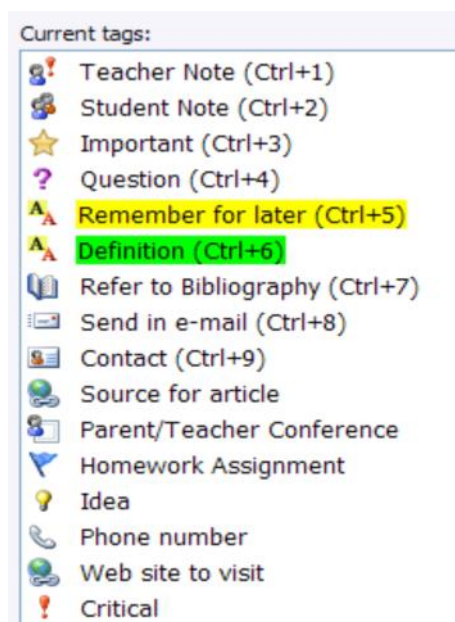 Current tags:
Teacher Note (Ctrl+1)
Student Note (Ctrl+2)
Important (Ctrl+3)
Question (Ctrl+4)
Remember for later (Ctrl+5)
Definition (Ctrl+6)
Refer to Bibliography (Ctrl+7)
Send in e-mail (Ctrl+8)
Contact (Ctrl+9)
Source for article
Parent/Teacher Conference
Homework Assignment
Idea
Phone number
Web site to visit
Critical